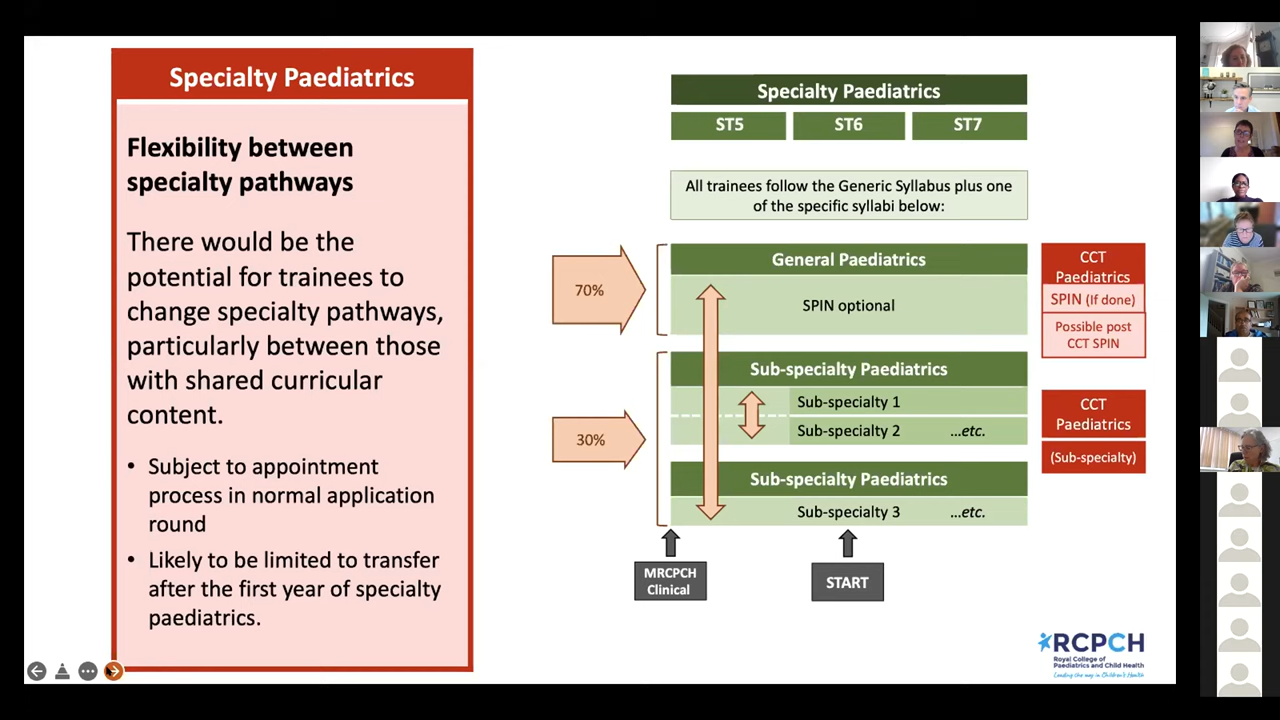 Specialty Paediatrics
Flexibility between
specialty pathways
There would be the
potential for trainees to
change specialty pathways,
particularly between those
with shared curricular
content.
• Subject to appointment
process in normal application
round
• Likely to be limited to transfer
after the first year of specialty
paediatrics.
Specialty Paediatrics
ST5 ST6 ST7
All trainees follow the Generic Syllabus plus one
of the specific syllabi below:
70%
General Paediatrics
SPIN optional
CCT
Paediatrics
SPIN (If done)
Possible post
CCT SPIN
30%
Sub-specialty Paediatrics
Sub-specialty 1
Sub-specialty 2 ...etc.
Sub-specialty Paediatrics
Sub-specialty 3 ...etc.
CCT
Paediatrics
(Sub-specialty)
MRCPCH
Clinical
START
RCPCH
Royal College of
Paediatrics and Child Health
Leading the way in Children's Health